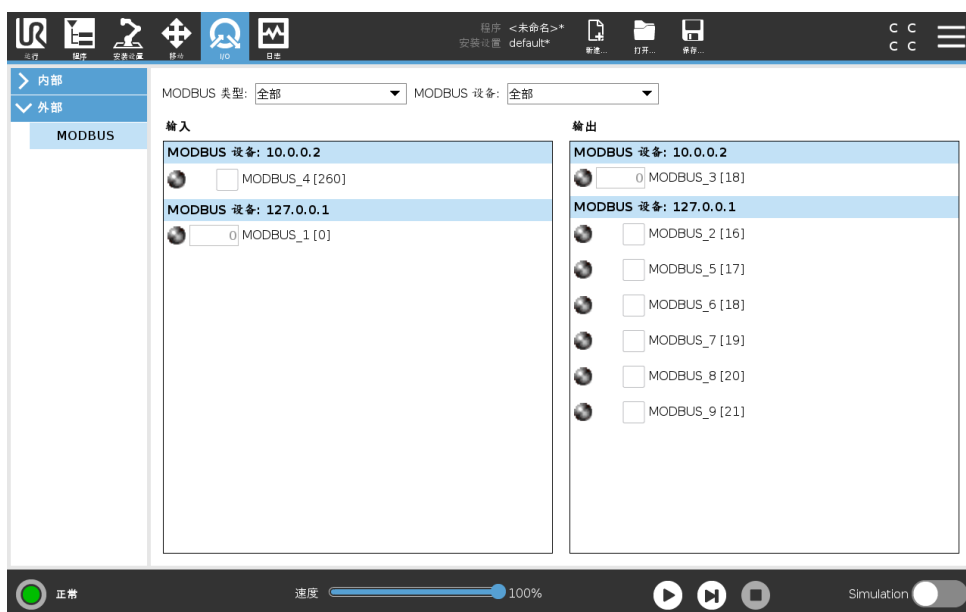 UR
程序 <未命名>*
安装设置 default*
C C
C C
运行 程序 安装设置 移动 I/O 日志 新建... 打开... 保存...
内部
外部
MODBUS
MODBUS 类型: 全部 MODBUS 设备: 全部
输入
MODBUS 设备: 10.0.0.2
MODBUS_4 [260]
MODBUS 设备: 127.0.0.1
0 MODBUS_1 [0]
输出
MODBUS 设备: 10.0.0.2
0 MODBUS_3 [18]
MODBUS 设备: 127.0.0.1
MODBUS_2 [16]
MODBUS_5 [17]
MODBUS_6 [18]
MODBUS_7 [19]
MODBUS_8 [20]
MODBUS_9 [21]
正常 速度 100% Simulation